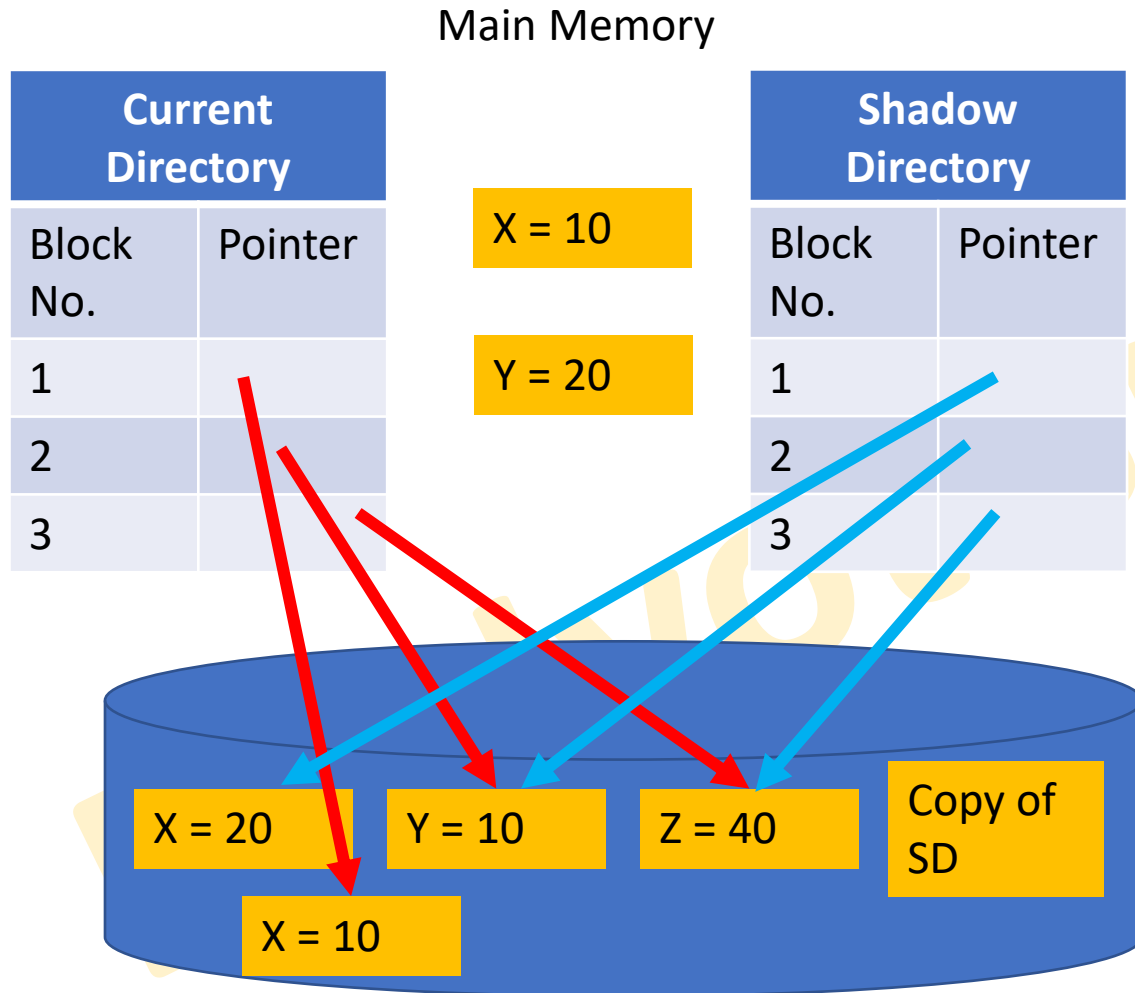 Main Memory
Current
Directory
Block
No.
Pointer
1
2
3
X = 10
Y = 20
Shadow
Directory
Block
No.
Pointer
1
2
3
X = 20
Y = 10
Z = 40
Copy of
SD
X = 10